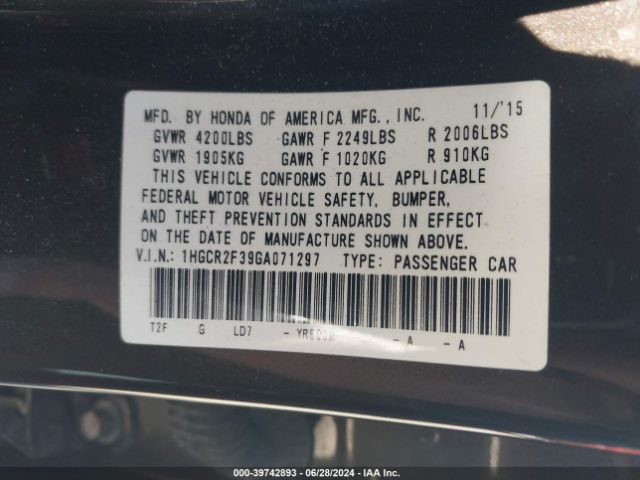 MFD. BY HONDA OF AMERICA MFG., INC. 11/'15
GVWR 4200LBS GAWR F 2249LBS R 2006LBS
GVWR 1905KG GAWR F 1020KG R 910KG
THIS VEHICLE CONFORMS TO ALL APPLICABLE
FEDERAL MOTOR VEHICLE SAFETY, BUMPER,
AND THEFT PREVENTION STANDARDS IN EFFECT
ON THE DATE OF MANUFACTURE SHOWN ABOVE.
V.I.N.: 1HGCR2F39GA071297 TYPE: PASSENGER CAR
T2F G LD7 - - A - A
000-39742893 - 06/28/2024 - IAA Inc.